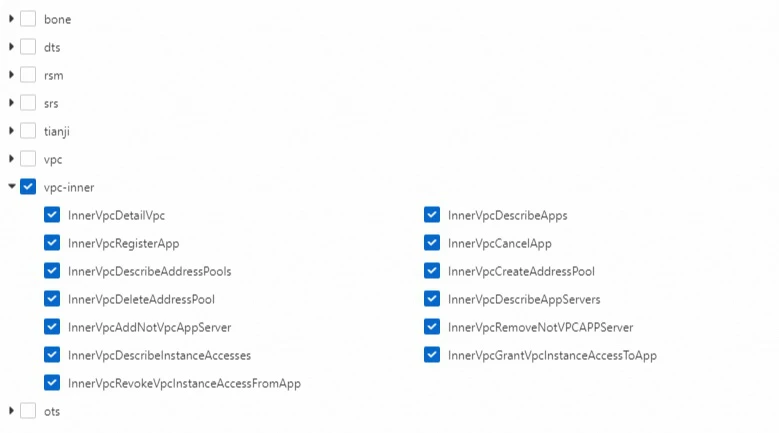 bone
dts
rsm
srs
tianji
vpc
vpc-inner
InnerVpcDetailVpc InnerVpcDescribeApps
InnerVpcRegisterApp InnerVpcCancelApp
InnerVpcDescribeAddressPools InnerVpcCreateAddressPool
InnerVpcDeleteAddressPool InnerVpcDescribeAppServers
InnerVpcAddNotVpcAppServer InnerVpcRemoveNotVPCAPPServer
InnerVpcDescribeInstanceAccesses InnerVpcGrantVpcInstanceAccessToApp
InnerVpcRevokeVpcInstanceAccessFromApp
ots